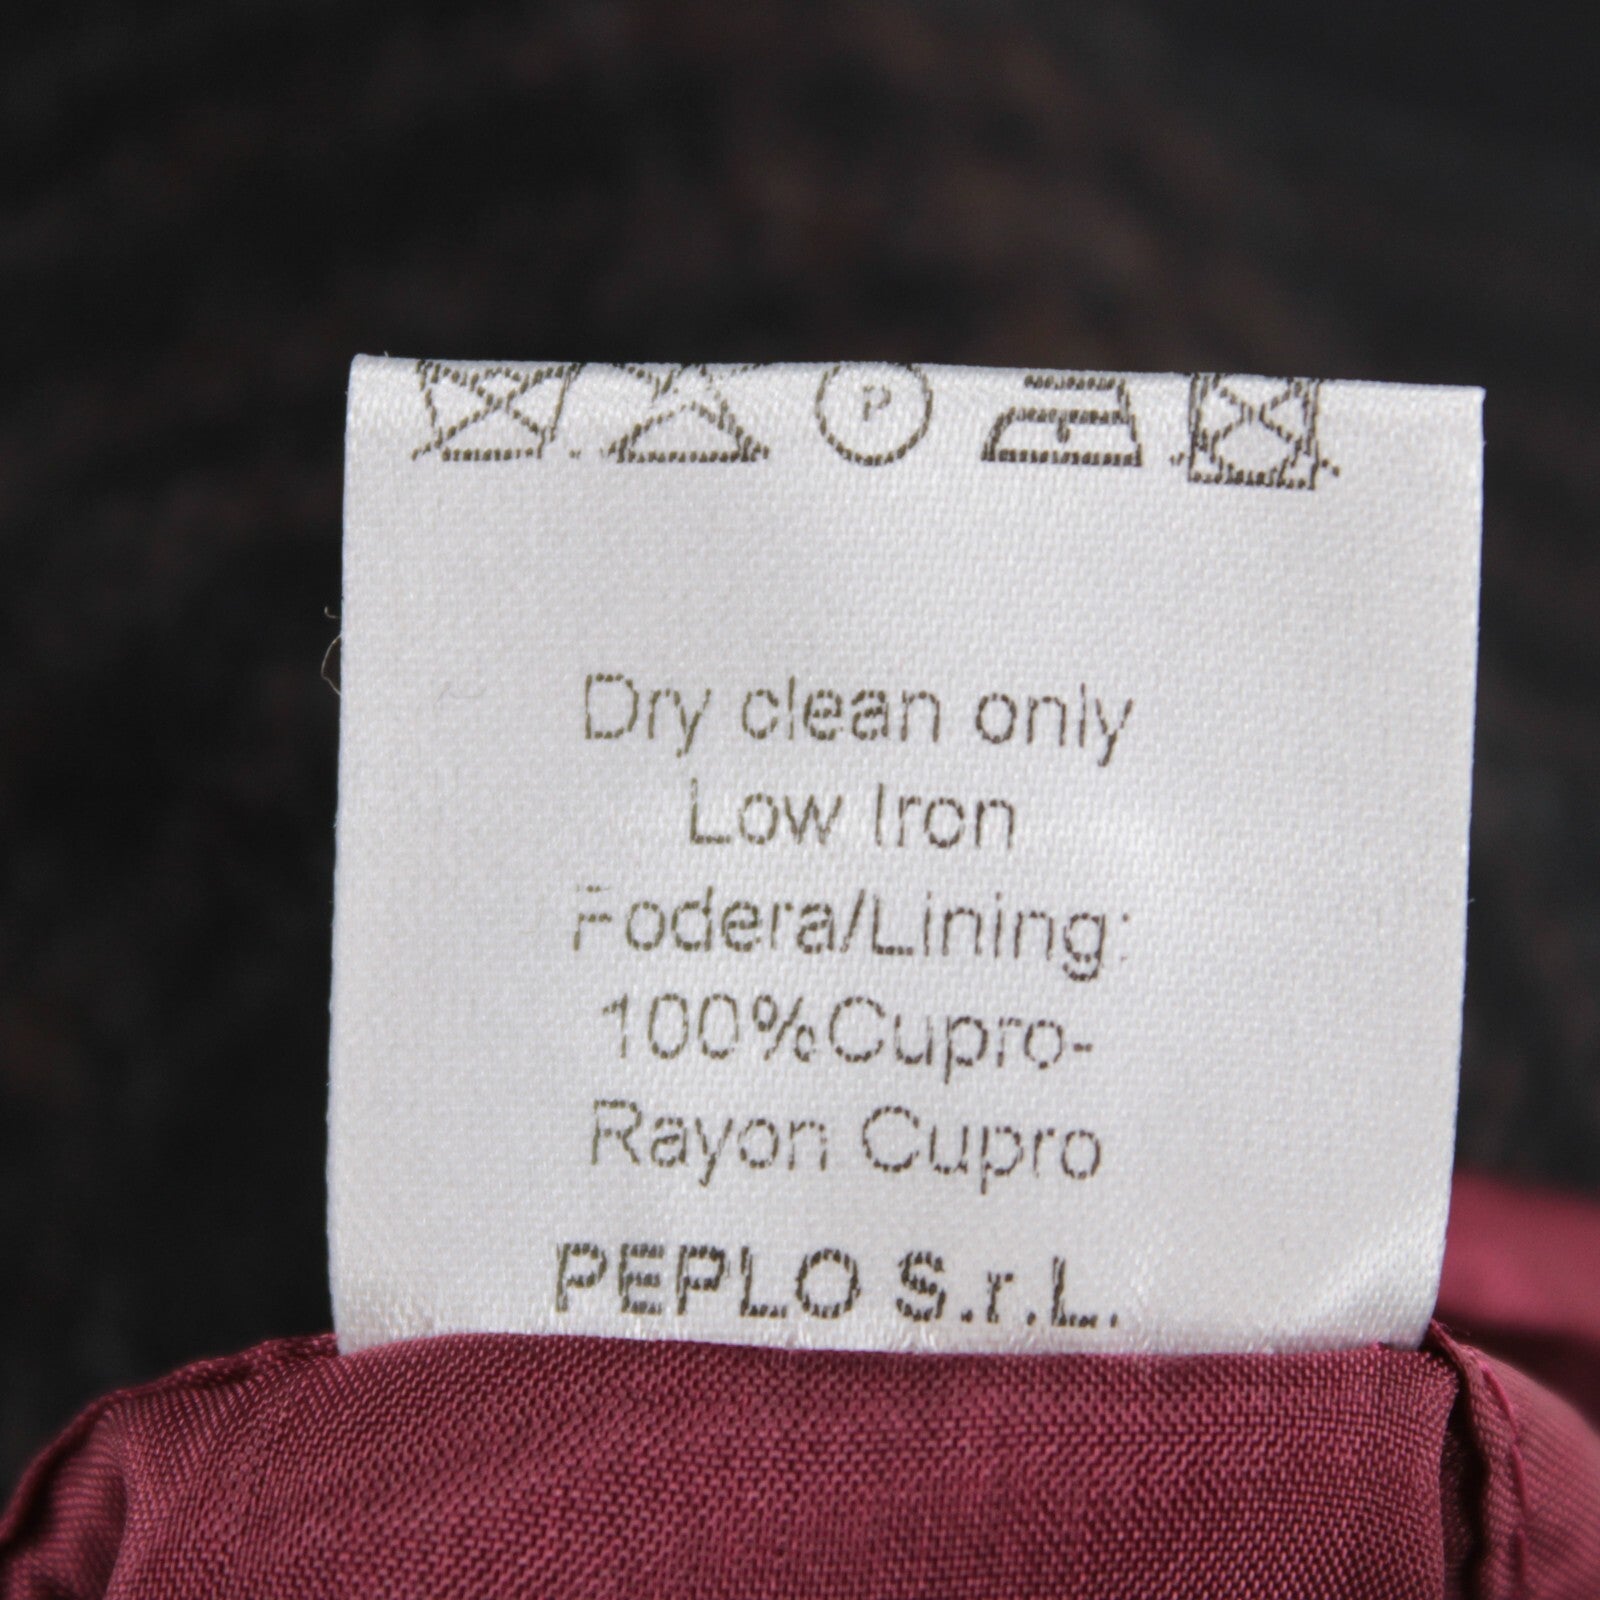 P
Dry clean only
Low Iron
Fodera/Lining:
100%Cupro-
Rayon Cupro
PEPLO S.r.L.